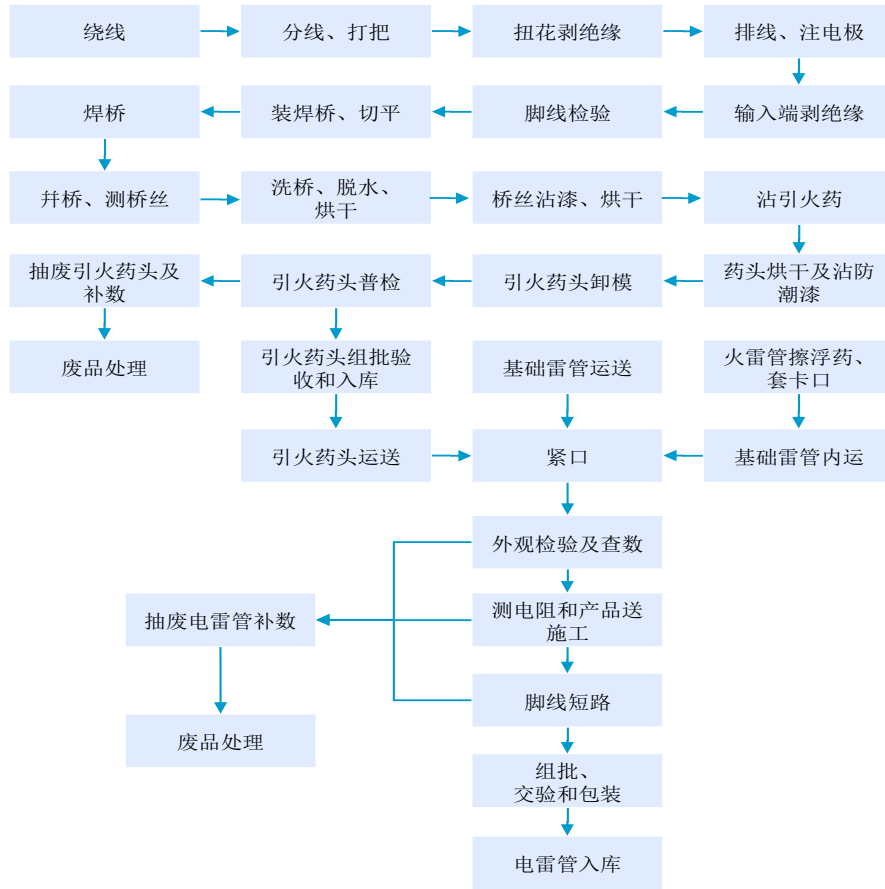 绕线
分线、打把
扭花剥绝缘
排线、注电极
焊桥
装焊桥、切平
脚线检验
输入端剥绝缘
幷桥、测桥丝
洗桥、脱水、
烘干
桥丝沾漆、烘干
沾引火药
抽废引火药头及
补数
引火药头普检
引火药头卸模
药头烘干及沾防
潮漆
废品处理
引火药头组批验
收和入库
基础雷管运送
火雷管擦浮药、
套卡口
引火药头运送
紧口
基础雷管内运
外观检验及查数
抽废电雷管补数
测电阻和产品送
施工
脚线短路
废品处理
组批、
交验和包装
电雷管入库